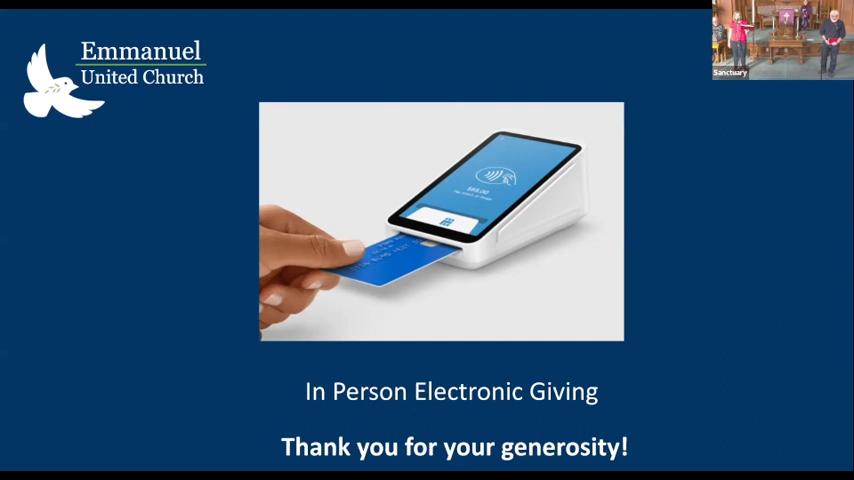 Emmanuel
United Church
Sanctuary
In Person Electronic Giving
Thank you for your generosity!